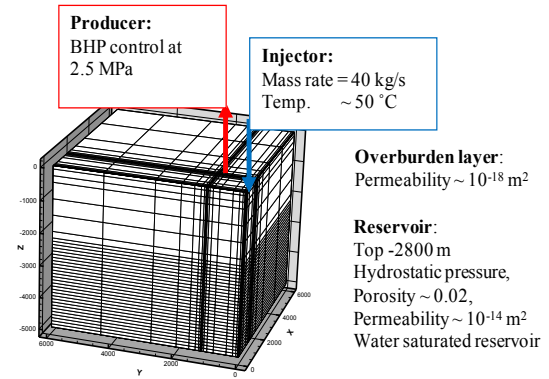 Producer:
BHP control at
2.5 MPa
Injector:
Mass rate = 40 kg/s
Temp. ~ 50 ˚C
Overburden layer:
Permeability ~ 10⁻¹⁸ m²
Reservoir:
Top -2800 m
Hydrostatic pressure,
Porosity ~ 0.02,
Permeability ~ 10⁻¹⁴ m²
Water saturated reservoir
0
-1000
-2000
-3000
-4000
-5000
Z
6000
4000
2000
0
Y
0
2000
4000
6000
X